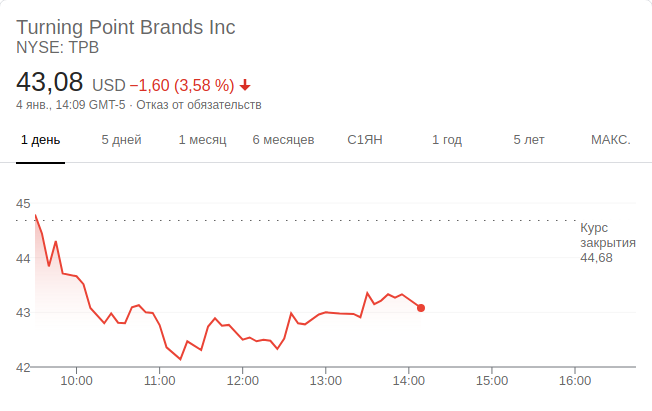 Turning Point Brands Inc
NYSE: TPB
43,08 USD −1,60 (3,58 %)
4 янв., 14:09 GMT-5 · Отказ от обязательств
1 день 5 дней 1 месяц 6 месяцев С1ЯН 1 год 5 лет МАКС.
45
Курс
закрытия
44,68
44
43
42
10:00 11:00 12:00 13:00 14:00 15:00 16:00